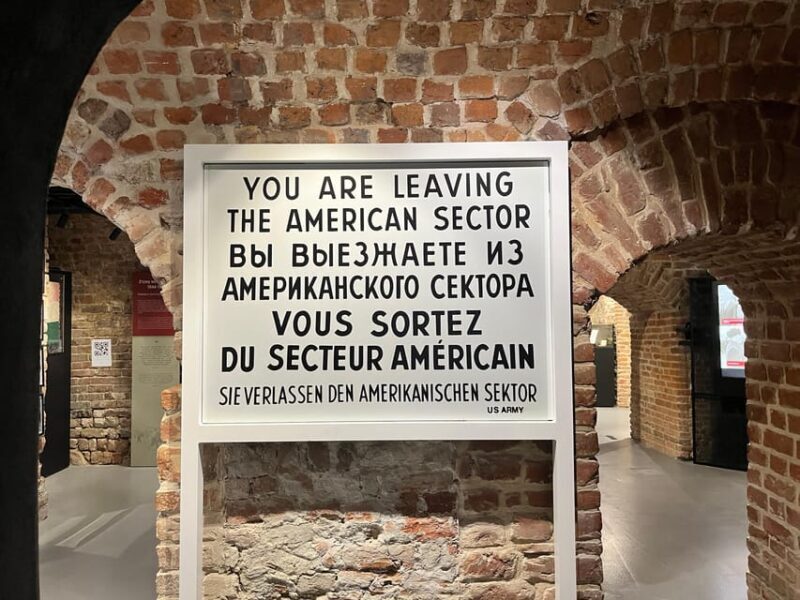 YOU ARE LEAVING
THE AMERICAN SECTOR
ВЫ ВЫЕЗЖАЕТЕ ИЗ
АМЕРИКАНСКОГО СЕКТОРА
VOUS SORTEZ
DU SECTEUR AMÉRICAIN
SIE VERLASSEN DEN AMERIKANISCHEN SEKTOR
US ARMY